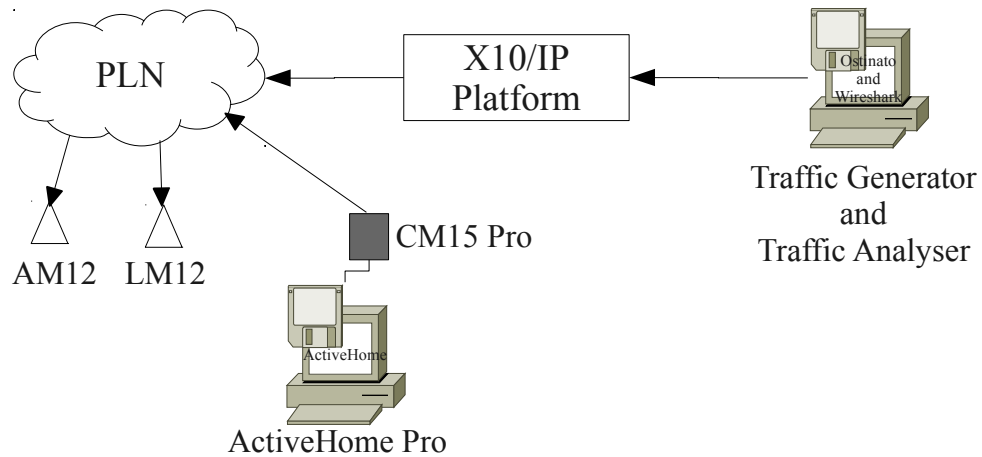 PLN
X10/IP
Platform
Ostinato
and
Wireshark
Traffic Generator
and
Traffic Analyser
CM15 Pro
AM12
LM12
ActiveHome
ActiveHome Pro